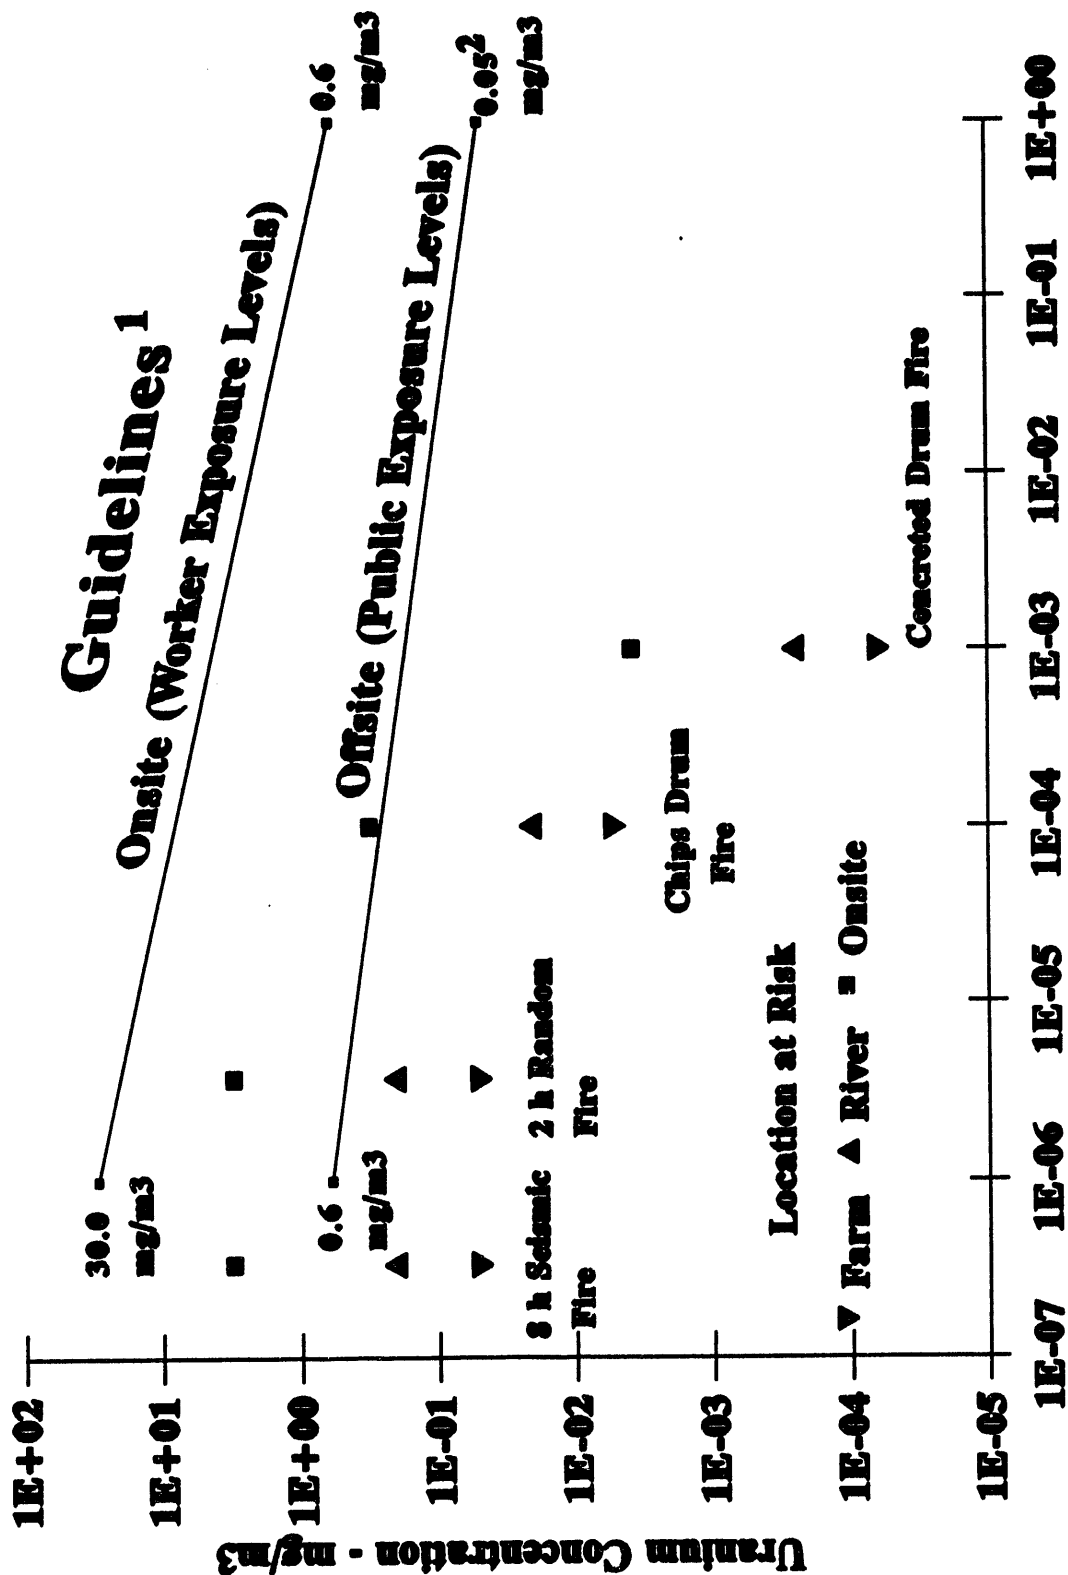 Guidelines1
Onsite (Worker Exposure Levels)
Offsite (Public Exposure Levels)
30.0
mg/m3
0.6
mg/m3
0.6
mg/m3
0.05²
mg/m3
Uranium Concentration - mg/m3
1E+02
1E+01
1E+00
1E-01
1E-02
1E-03
1E-04
1E-05
8 h Seismic
Fire
2 h Random
Fire
Chips Drum
Fire
Concreted Drum Fire
Location at Risk
▼ Farm ▲ River ■ Onsite
1E-07
1E-06
1E-05
1E-04
1E-03
1E-02
1E-01
1E+00